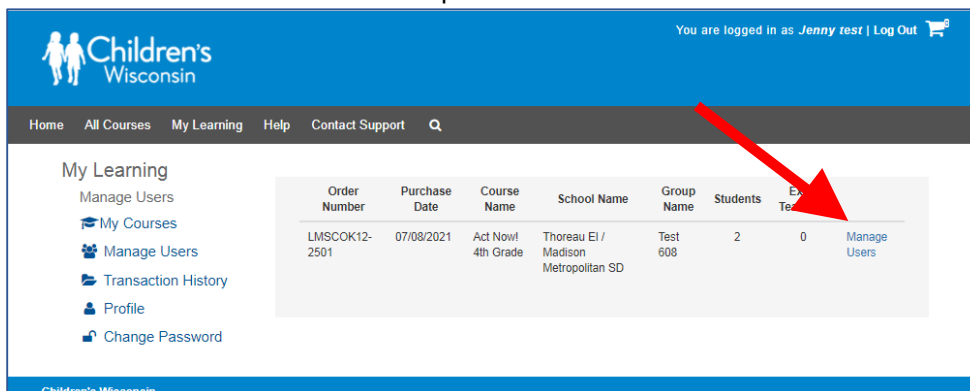 You are logged in as Jenny test | Log Out
Children's
Wisconsin
Home All Courses My Learning Help Contact Support
My Learning
Manage Users
My Courses
Manage Users
Transaction History
Profile
Change Password
Order Number Purchase Date Course Name School Name Group Name Students
LMSCOK12- 07/08/2021 Act Now! Thoreau El / Test 2 0 Manage
2501 4th Grade Madison 608 Users
Metropolitan SD
Children's Wisconsin